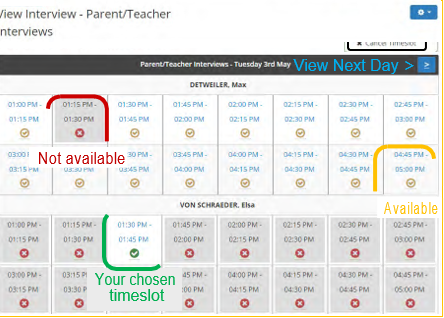 View Interview - Parent/Teacher
nterviews
Cancel Timeslot
Parent/Teacher Interviews - Tuesday 3rd May View Next Day > >
DETWEILER, Max
01:00 PM - 01:15 PM - 01:30 PM - 01:45 PM - 02:00 PM - 02:15 PM - 02:30 PM - 02:45 PM -
01:15 PM 01:30 PM 01:45 PM 02:00 PM 02:15 PM 02:30 PM 02:45 PM 03:00 PM
03:00 Not available 03:30 PM - 03:45 PM - 04:00 PM - 04:15 PM - 04:30 PM - 04:45 PM -
03:15 PM 03:30 PM 03:45 PM 04:00 PM 04:15 PM 04:30 PM 04:45 PM 05:00 PM
Available
VON SCHRAEDER, Elsa
01:00 PM - 01:15 PM - 01:30 PM - 01:45 PM - 02:00 PM - 02:15 PM - 02:30 PM - 02:45 PM -
01:15 PM 01:30 PM 01:45 PM 02:00 PM 02:15 PM 02:30 PM 02:45 PM 03:00 PM
03:00 PM - 03:15 P Your chosen 45 PM - 04:00 PM - 04:15 PM - 04:30 PM - 04:45 PM -
03:15 PM 03:30 timeslot 04:00 PM 04:15 PM 04:30 PM 04:45 PM 05:00 PM